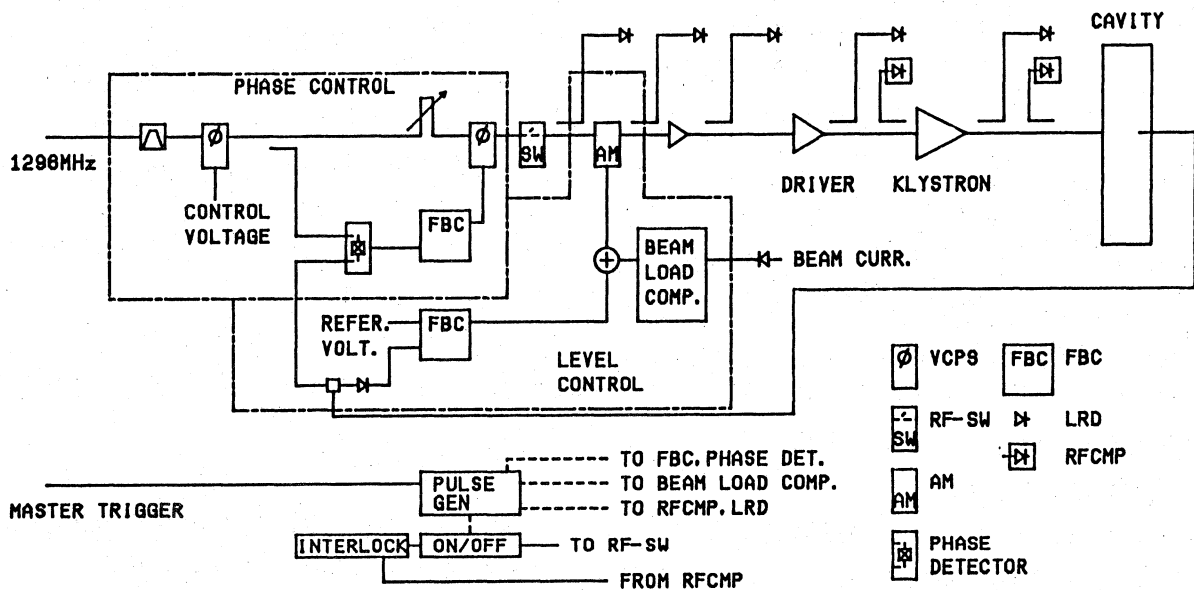 CAVITY
PHASE CONTROL
1296MHz
Ø
Ø
SW
AM
CONTROL
VOLTAGE
FBC
DRIVER
KLYSTRON
BEAM
LOAD
COMP.
BEAM CURR.
REFER.
VOLT.
FBC
LEVEL
CONTROL
Ø VCPS
FBC FBC
SW RF-SW
LRD
RFCMP
AM AM
PHASE
DETECTOR
MASTER TRIGGER
PULSE
GEN
TO FBC.PHASE DET.
TO BEAM LOAD COMP.
TO RFCMP.LRD
INTERLOCK
ON/OFF
TO RF-SW
FROM RFCMP